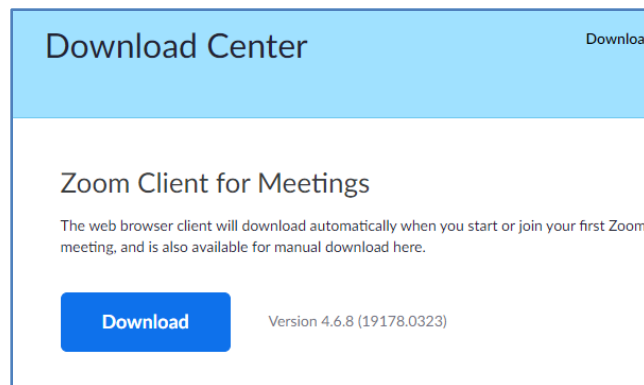 Download Center
Zoom Client for Meetings
The web browser client will download automatically when you start or join your first Zoom
meeting, and is also available for manual download here.
Download
Version 4.6.8 (19178.0323)